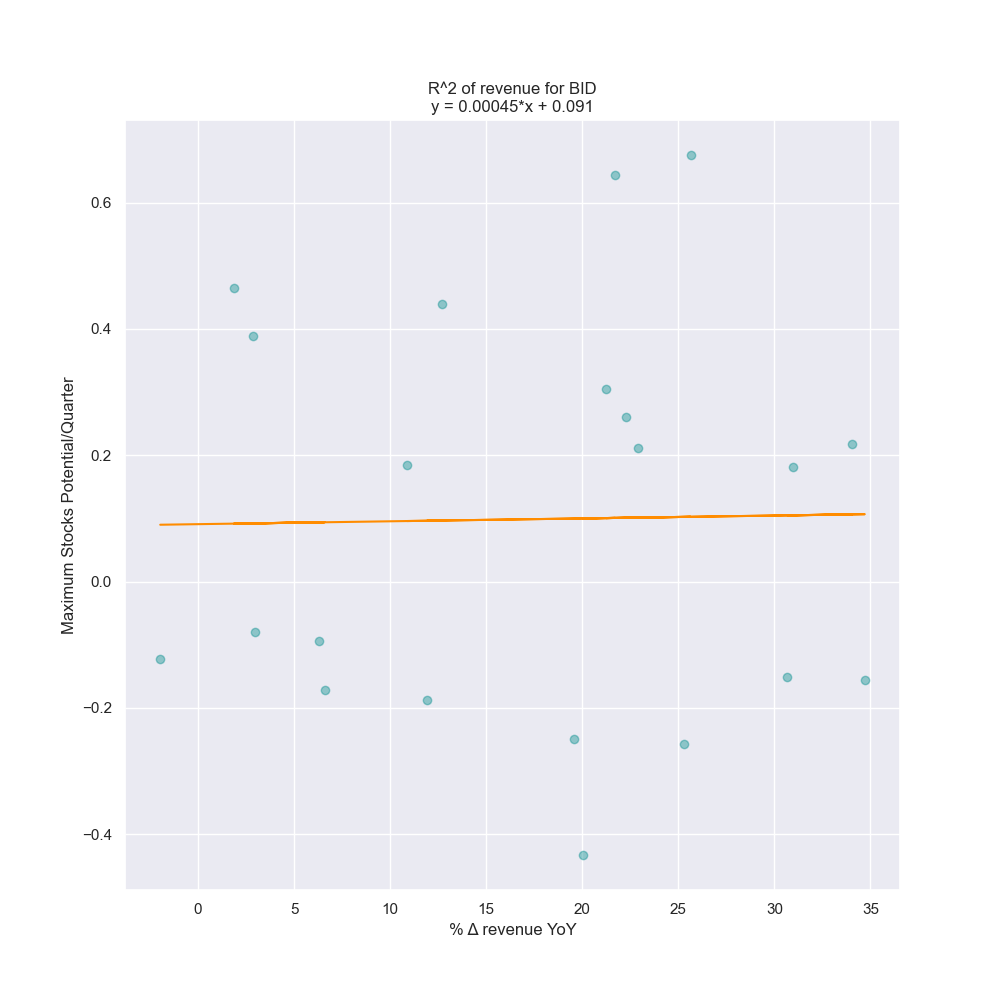 R^2 of revenue for BID
y = 0.00045*x + 0.091
Maximum Stocks Potential/Quarter
0.6
0.4
0.2
0.0
−0.2
−0.4
0 5 10 15 20 25 30 35
% Δ revenue YoY